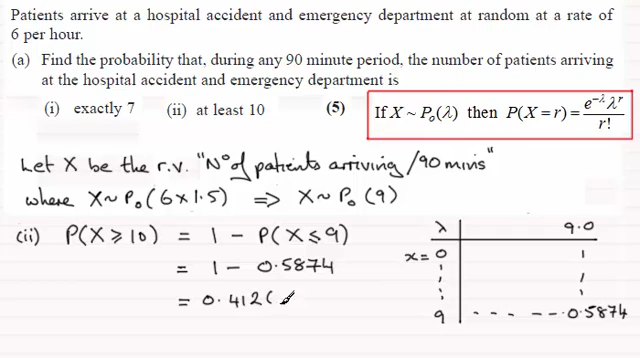 Patients arrive at a hospital accident and emergency department at random at a rate of
6 per hour.
(a) Find the probability that, during any 90 minute period, the number of patients arriving
at the hospital accident and emergency department is
(i) exactly 7 (ii) at least 10 (5)
If X ~ P₀(λ) then P(X = r) = e^{-λ} λ^r / r!
Let X be the r.v. "Nº of patients arriving /90 mins"
where X ~ P₀(6×1.5) ⇒ X ~ P₀(9)
(ii) P(X ⩾ 10) = 1 - P(X ≤ 9)
= 1 - 0.5874
= 0.412(
λ 9.0
x = 0
9 - - - - - - 0.5874